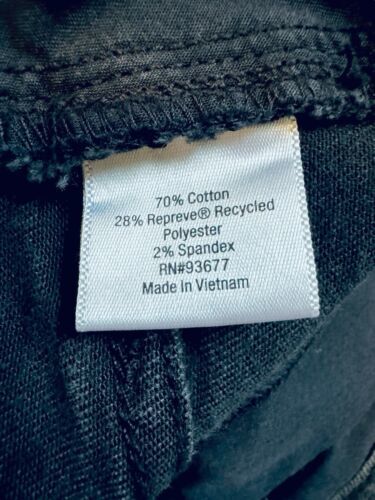 70% Cotton
28% Repreve® Recycled
Polyester
2% Spandex
RN#93677
Made In Vietnam